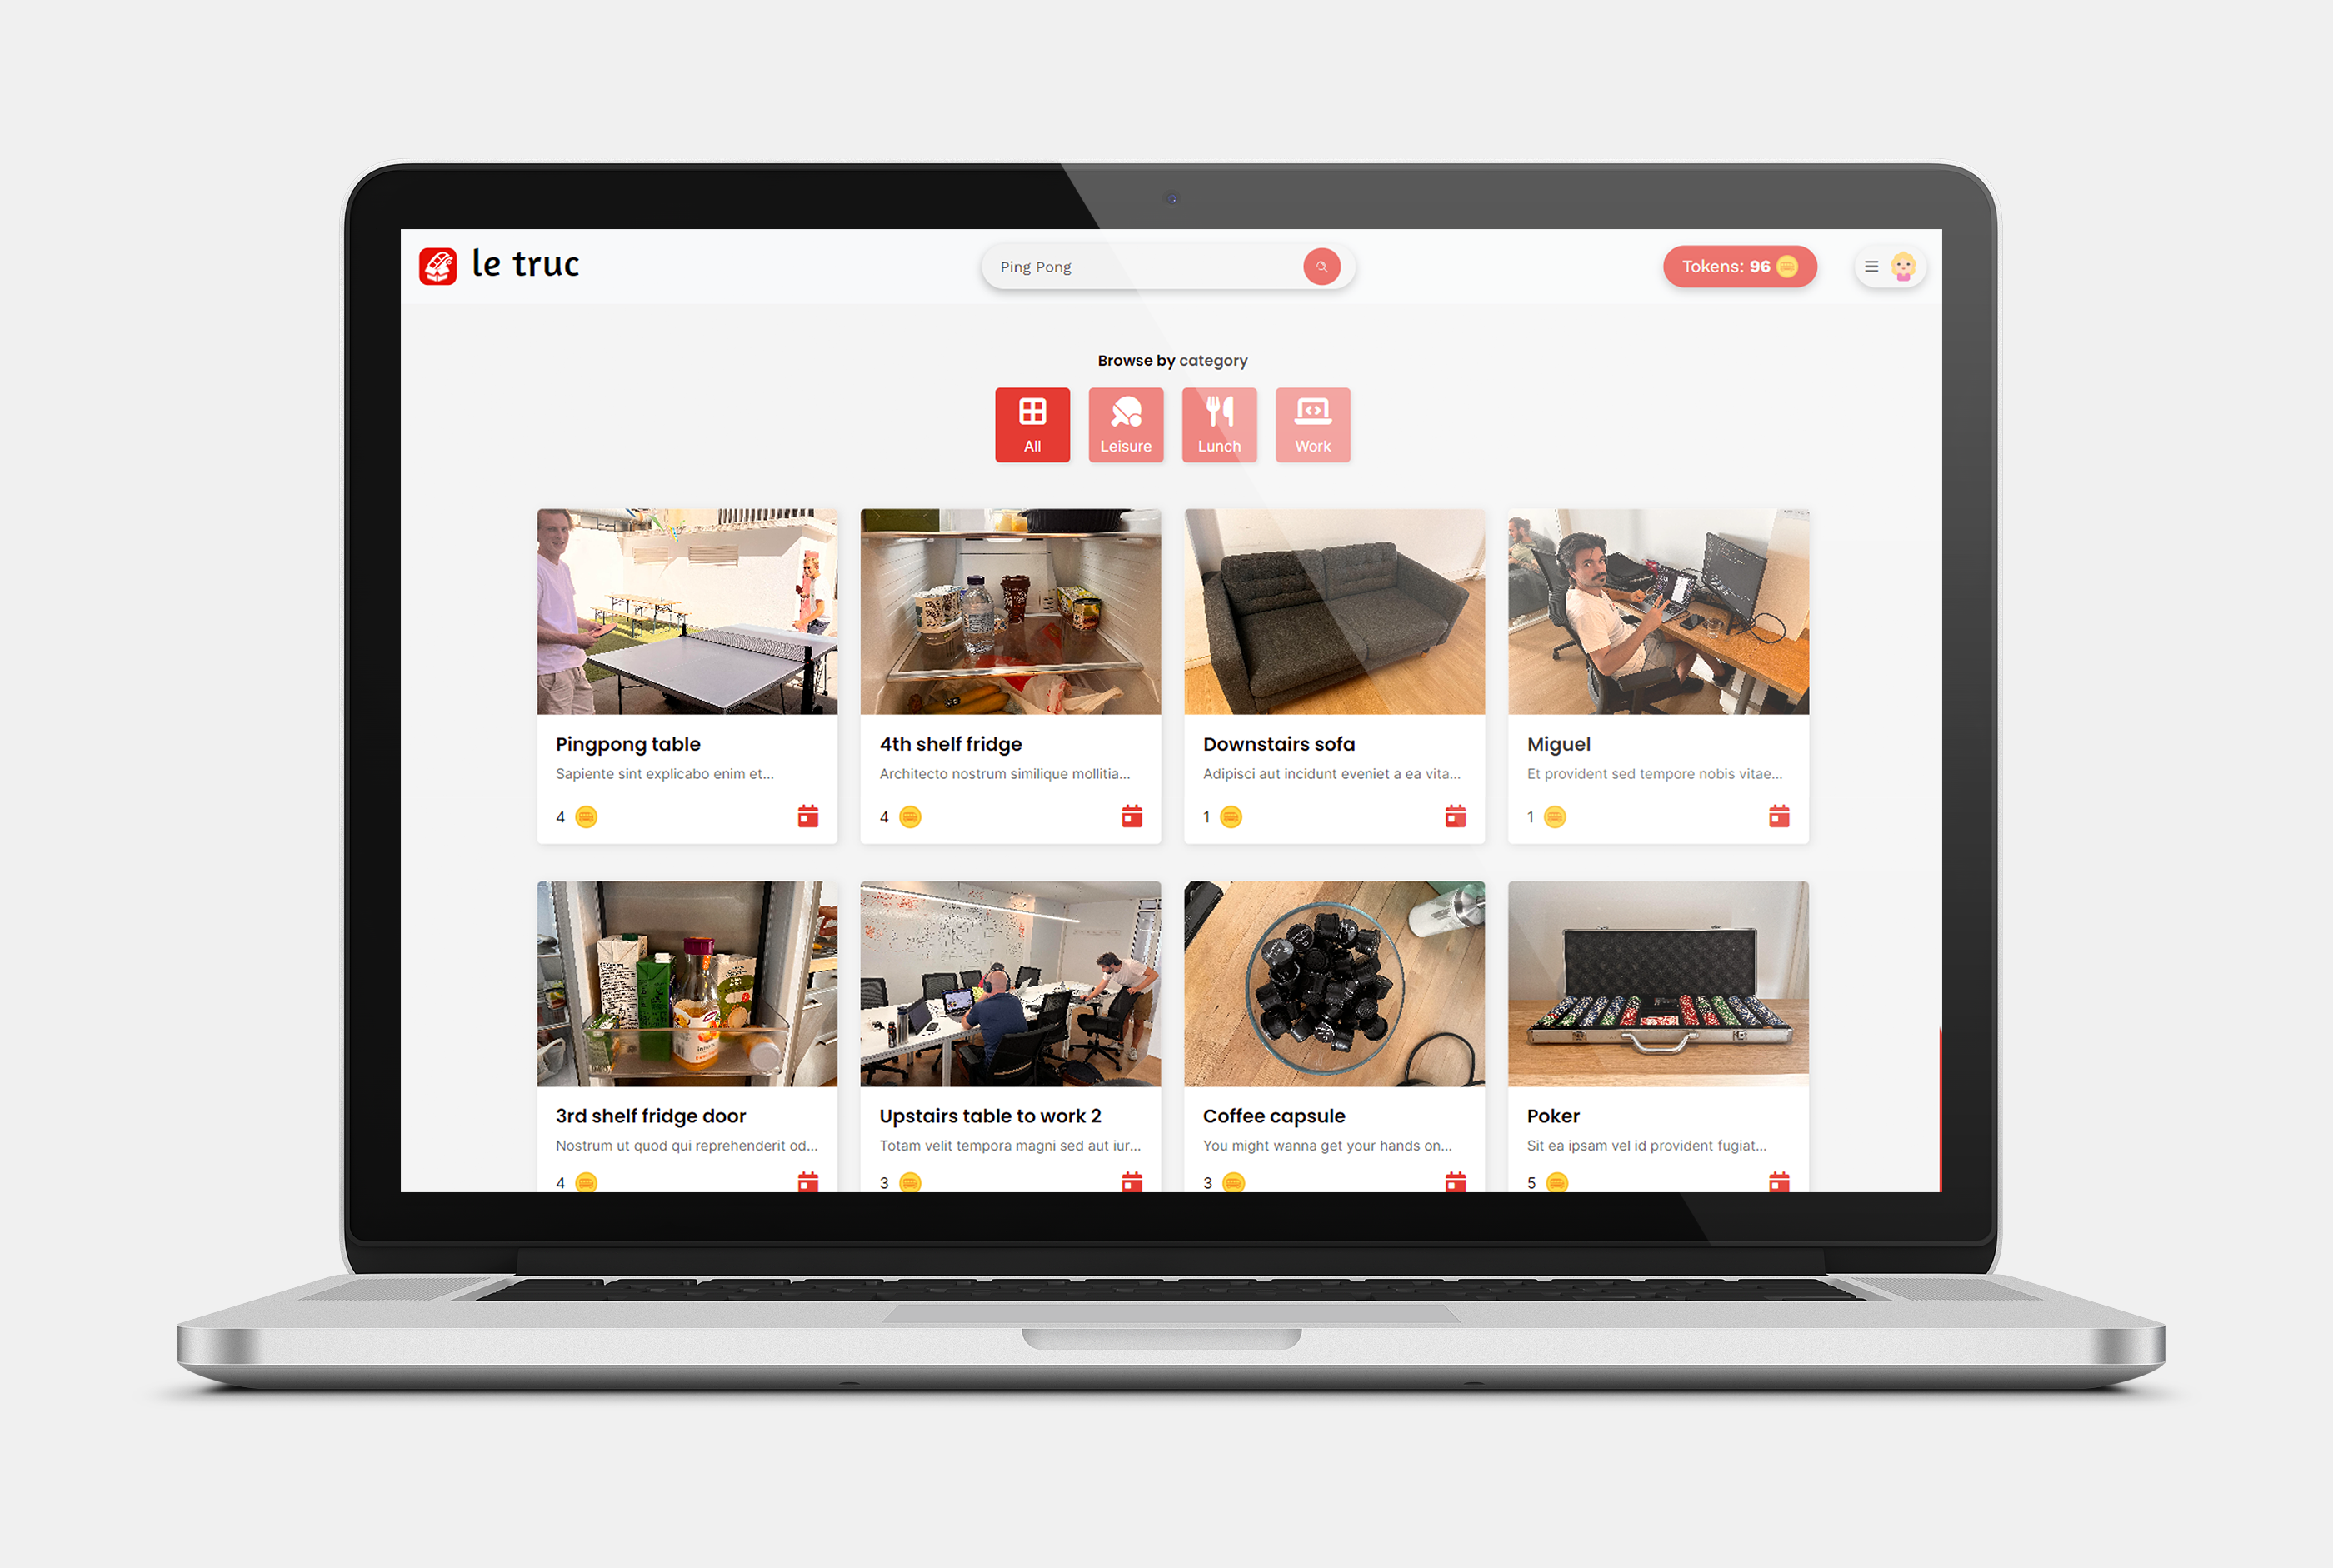 le truc
Ping Pong
Tokens: 96
Browse by category
All
Leisure
Lunch
Work
Pingpong table
Sapiente sint explicabo enim et...
4
4th shelf fridge
Architecto nostrum similique mollitia...
4
Downstairs sofa
Adipisci aut incidunt eveniet a ea vita...
1
Miguel
Et provident sed tempore nobis vitae...
1
3rd shelf fridge door
Nostrum ut quod qui reprehenderit od...
4
Upstairs table to work 2
Totam velit tempora magni sed aut iur...
3
Coffee capsule
You might wanna get your hands on...
3
Poker
Sit ea ipsam vel id provident fugiat...
5